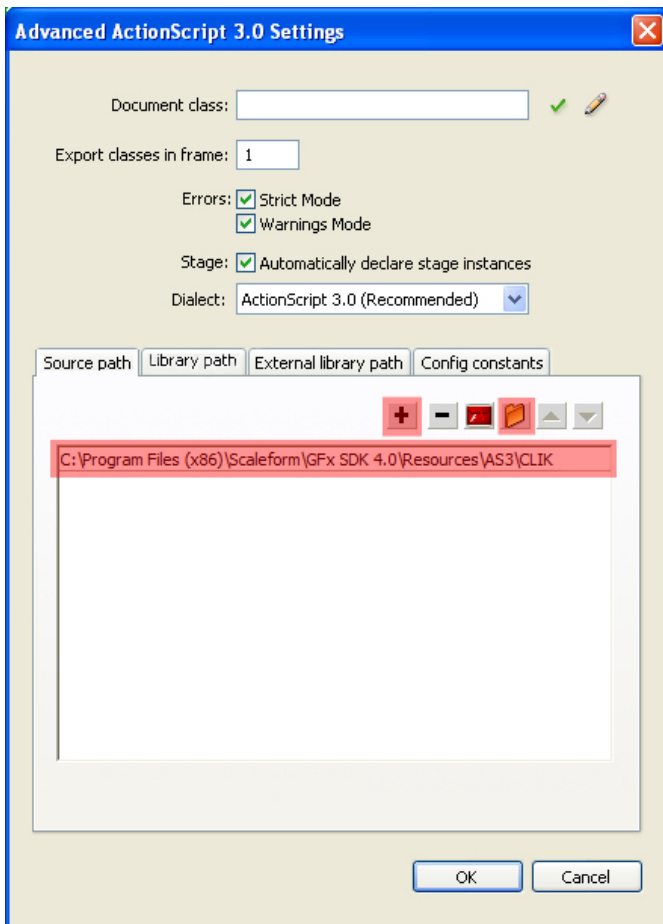 Advanced ActionScript 3.0 Settings
Document class:
Export classes in frame: 1
Errors: Strict Mode
Warnings Mode
Stage: Automatically declare stage instances
Dialect: ActionScript 3.0 (Recommended)
Source path Library path External library path Config constants
C:\Program Files (x86)\Scaleform\GFx SDK 4.0\Resources\AS3\CLIK
OK Cancel